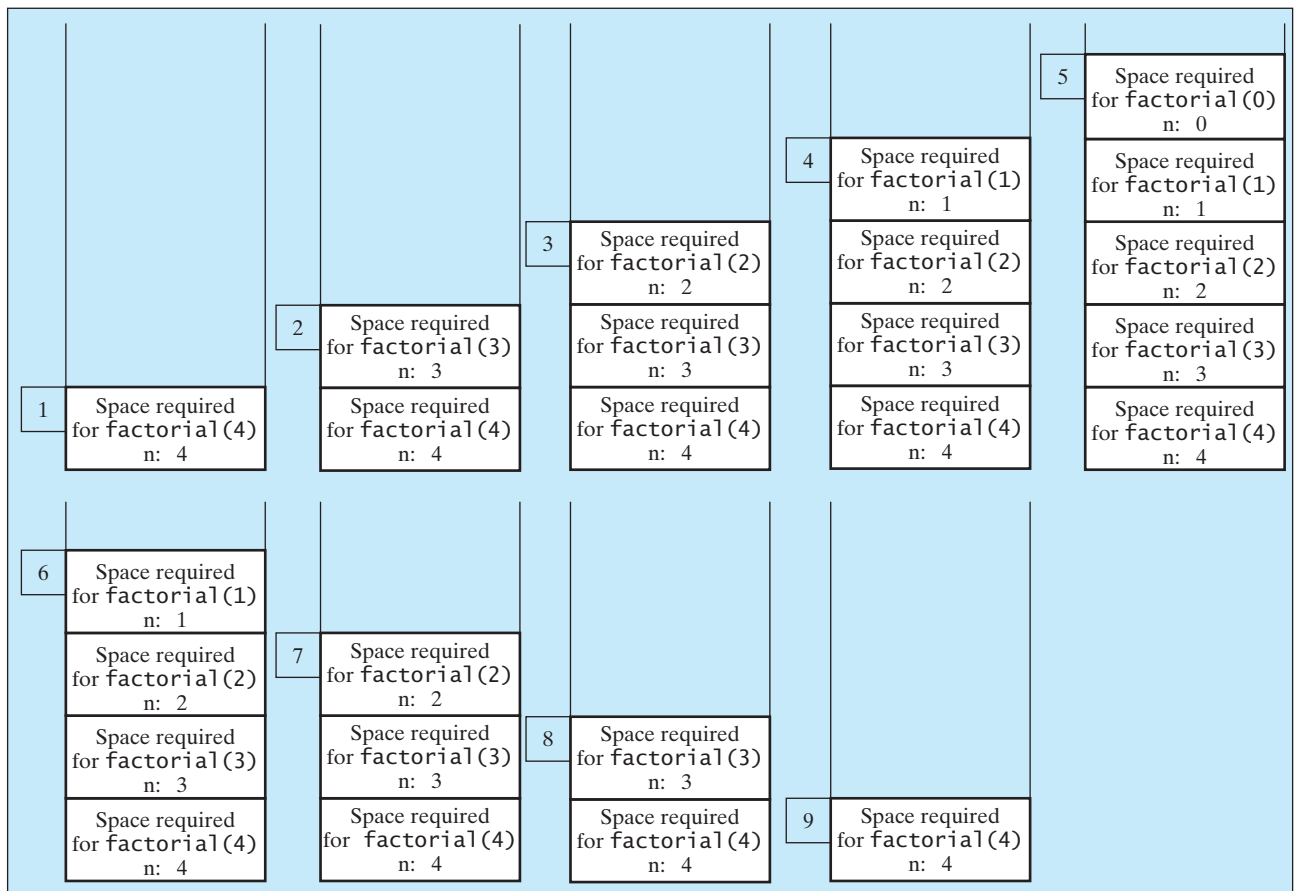 1
Space required
for factorial(4)
n: 4
2
Space required
for factorial(3)
n: 3
Space required
for factorial(4)
n: 4
3
Space required
for factorial(2)
n: 2
Space required
for factorial(3)
n: 3
Space required
for factorial(4)
n: 4
4
Space required
for factorial(1)
n: 1
Space required
for factorial(2)
n: 2
Space required
for factorial(3)
n: 3
Space required
for factorial(4)
n: 4
5
Space required
for factorial(0)
n: 0
Space required
for factorial(1)
n: 1
Space required
for factorial(2)
n: 2
Space required
for factorial(3)
n: 3
Space required
for factorial(4)
n: 4
6
Space required
for factorial(1)
n: 1
Space required
for factorial(2)
n: 2
Space required
for factorial(3)
n: 3
Space required
for factorial(4)
n: 4
7
Space required
for factorial(2)
n: 2
Space required
for factorial(3)
n: 3
Space required
for factorial(4)
n: 4
8
Space required
for factorial(3)
n: 3
Space required
for factorial(4)
n: 4
9
Space required
for factorial(4)
n: 4